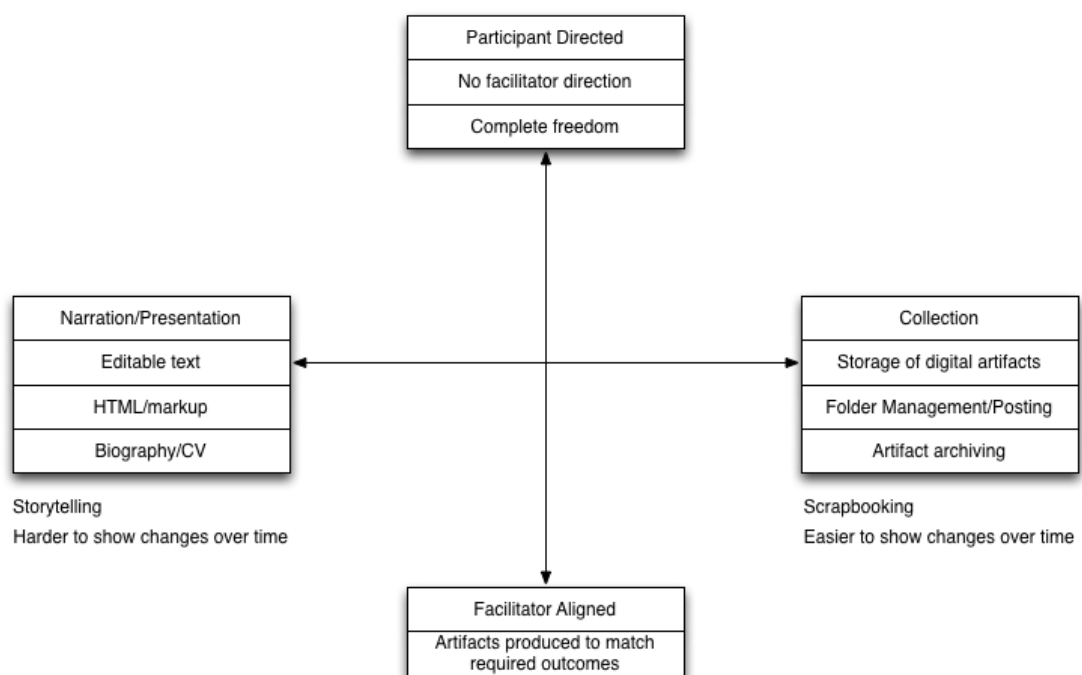 Participant Directed
No facilitator direction
Complete freedom
Narration/Presentation
Editable text
HTML/markup
Biography/CV
Storytelling
Harder to show changes over time
Collection
Storage of digital artifacts
Folder Management/Posting
Artifact archiving
Scrapbooking
Easier to show changes over time
Facilitator Aligned
Artifacts produced to match
required outcomes